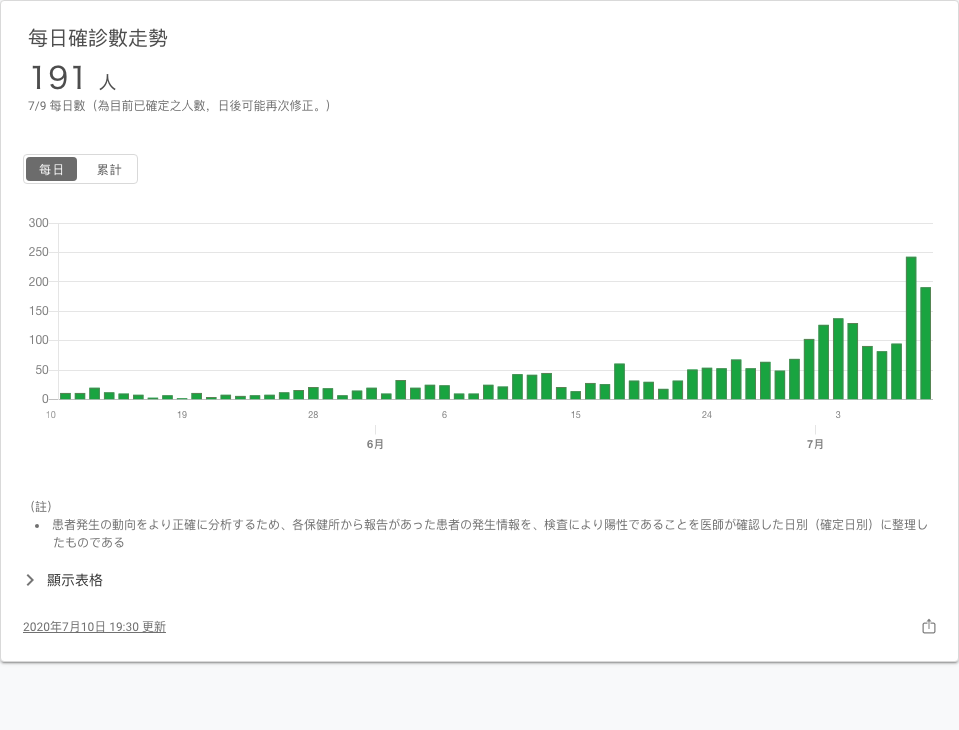 每日確診數走勢
191 人
7/9 每日數（為目前已確定之人數，日後可能再次修正。）
每日 累計
300
250
200
150
100
50
0
10 19 28 6 15 24 3
6月 7月
（註）
• 患者発生の動向をより正確に分析するため、各保健所から報告があった患者の発生情報を、検査により陽性であることを医師が確認した日別（確定日別）に整理し
たものである
顯示表格
2020年7月10日 19:30 更新